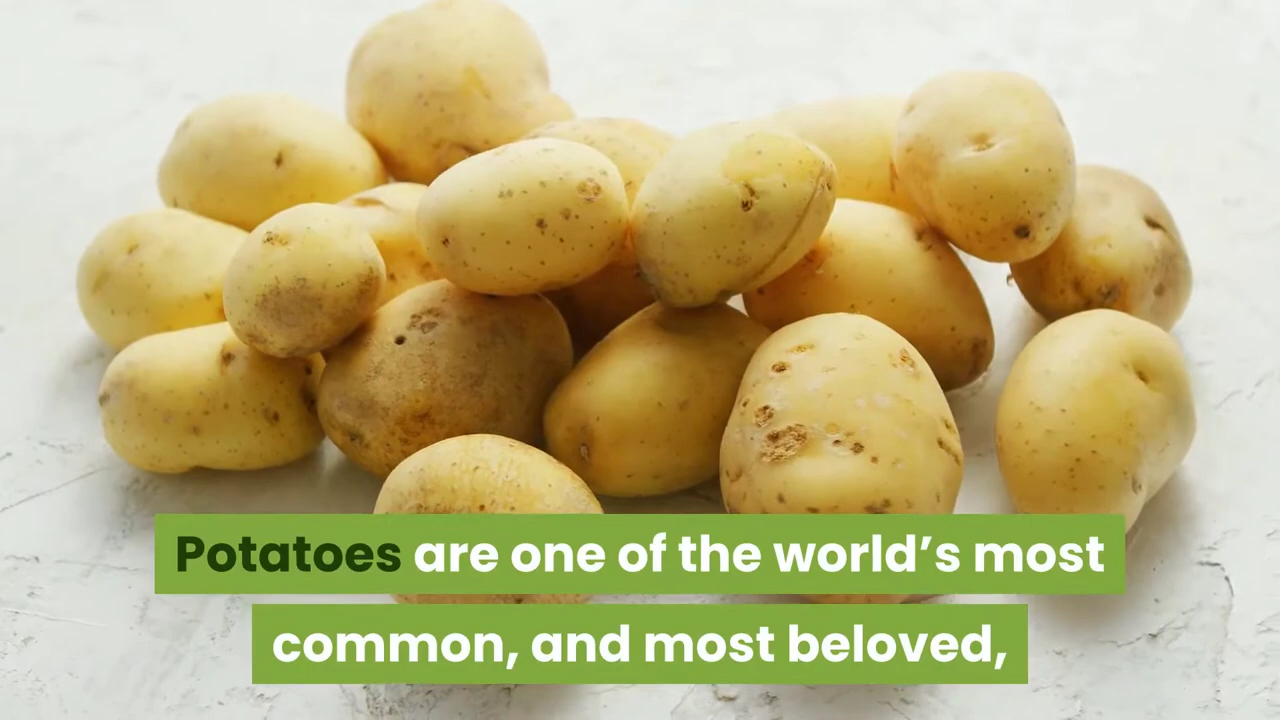 Potatoes are one of the world’s most
common, and most beloved,